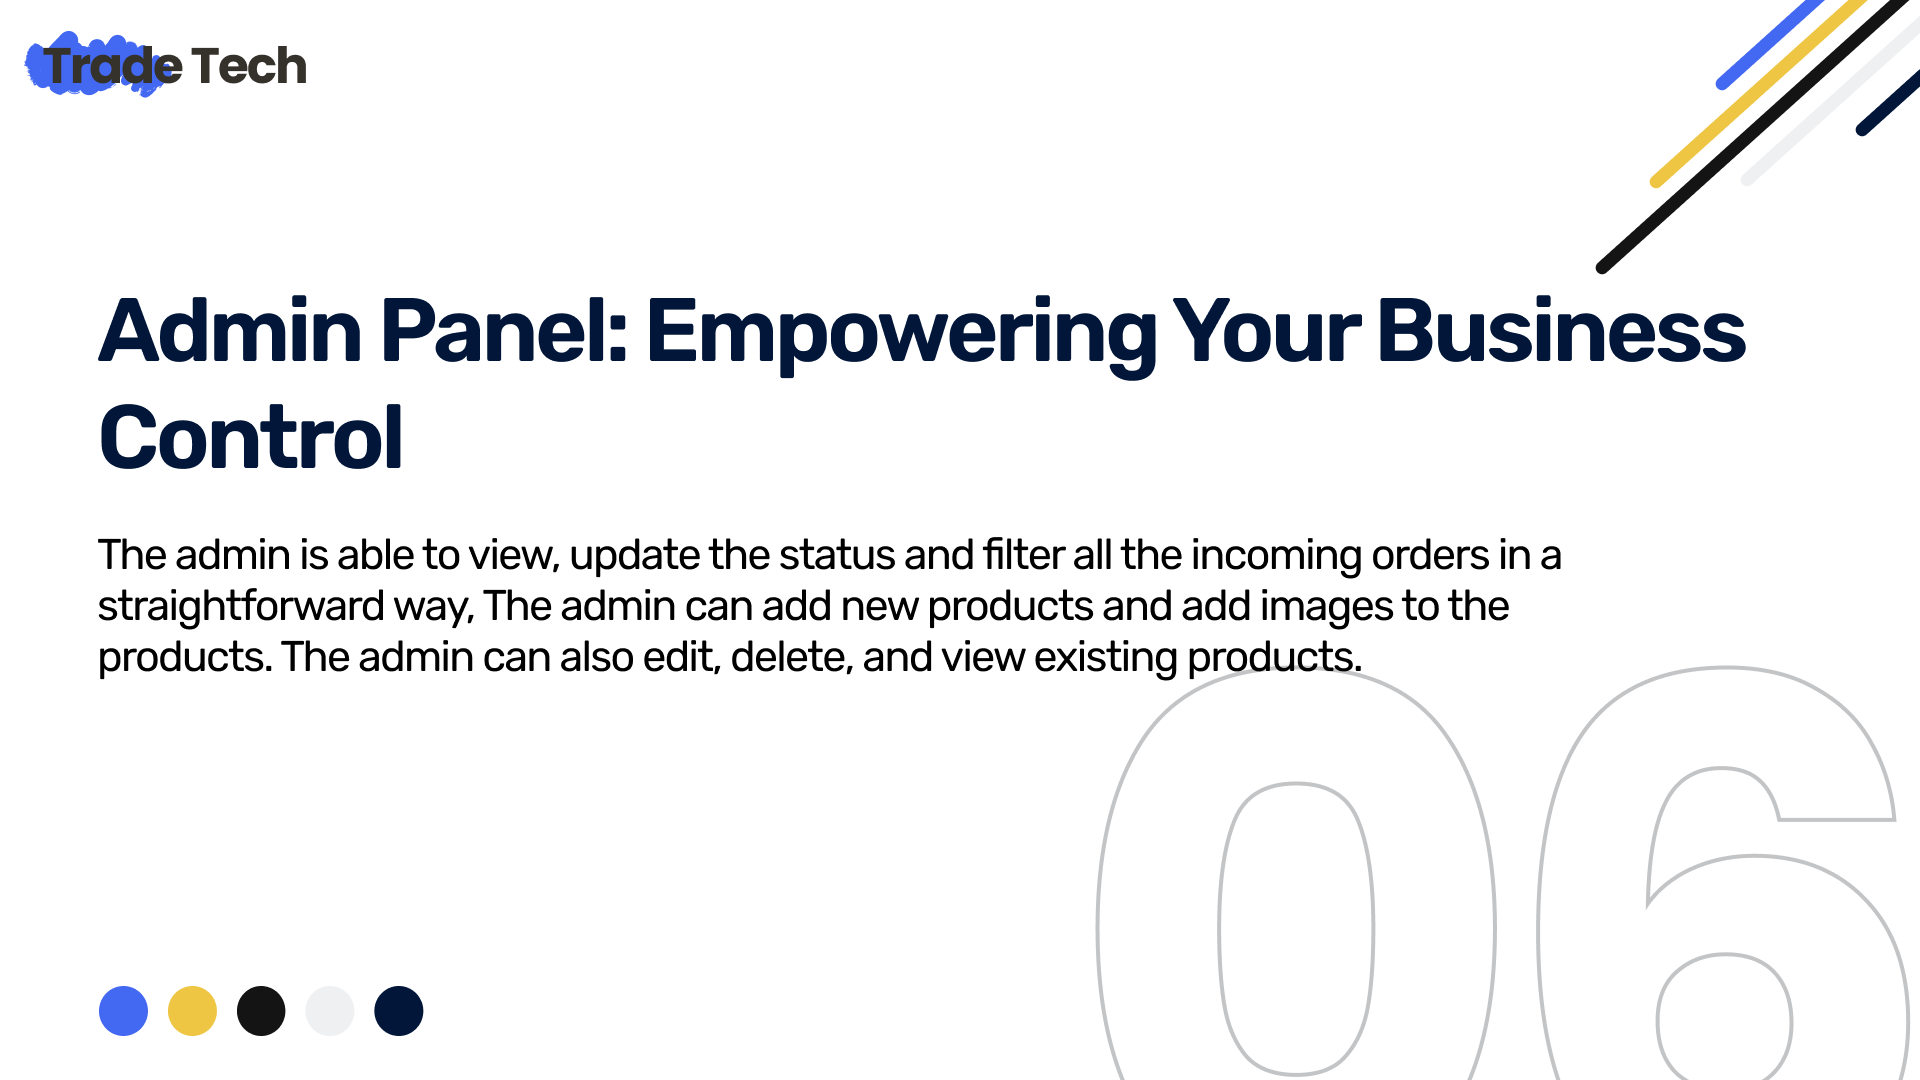 Trade Tech
Admin Panel: Empowering Your Business
Control
The admin is able to view, update the status and filter all the incoming orders in a
straightforward way, The admin can add new products and add images to the
products. The admin can also edit, delete, and view existing products.
06